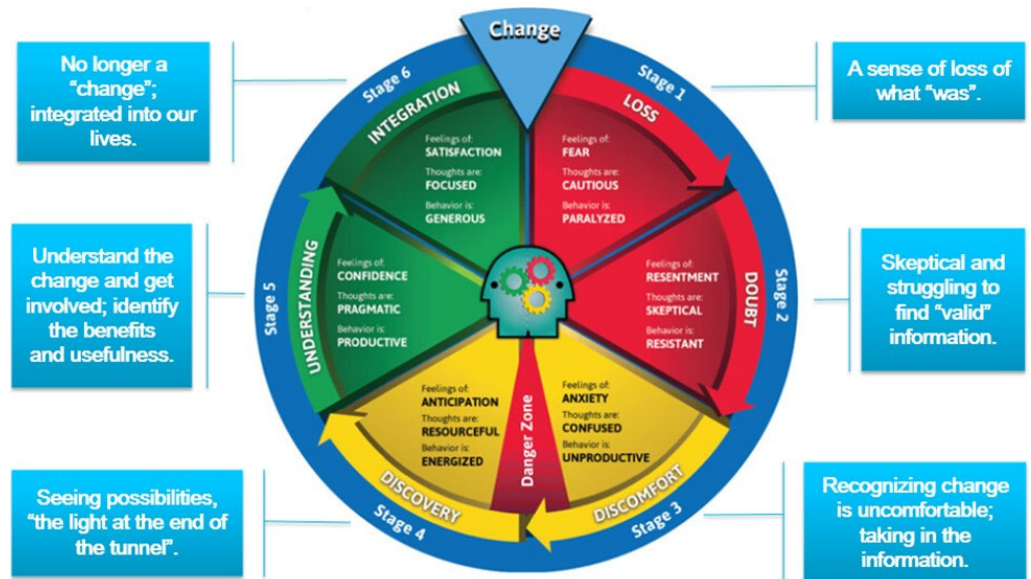 Change
Stage 1
LOSS
Feelings of:
FEAR
Thoughts are:
CAUTIOUS
Behavior is:
PARALYZED
A sense of loss of
what “was”.
Stage 2
DOUBT
Feelings of:
RESENTMENT
Thoughts are:
SKEPTICAL
Behavior is:
RESISTANT
Skeptical and
struggling to
find “valid”
information.
Stage 3
DISCOMFORT
Feelings of:
ANXIETY
Thoughts are:
CONFUSED
Behavior is:
UNPRODUCTIVE
Recognizing change
is uncomfortable;
taking in the
information.
Danger Zone
Stage 4
DISCOVERY
Feelings of:
ANTICIPATION
Thoughts are:
RESOURCEFUL
Behavior is:
ENERGIZED
Seeing possibilities,
“the light at the end of
the tunnel”.
Stage 5
UNDERSTANDING
Feelings of:
CONFIDENCE
Thoughts are:
PRAGMATIC
Behavior is:
PRODUCTIVE
Understand the
change and get
involved; identify
the benefits
and usefulness.
Stage 6
INTEGRATION
Feelings of:
SATISFACTION
Thoughts are:
FOCUSED
Behavior is:
GENEROUS
No longer a
“change”;
integrated into our
lives.